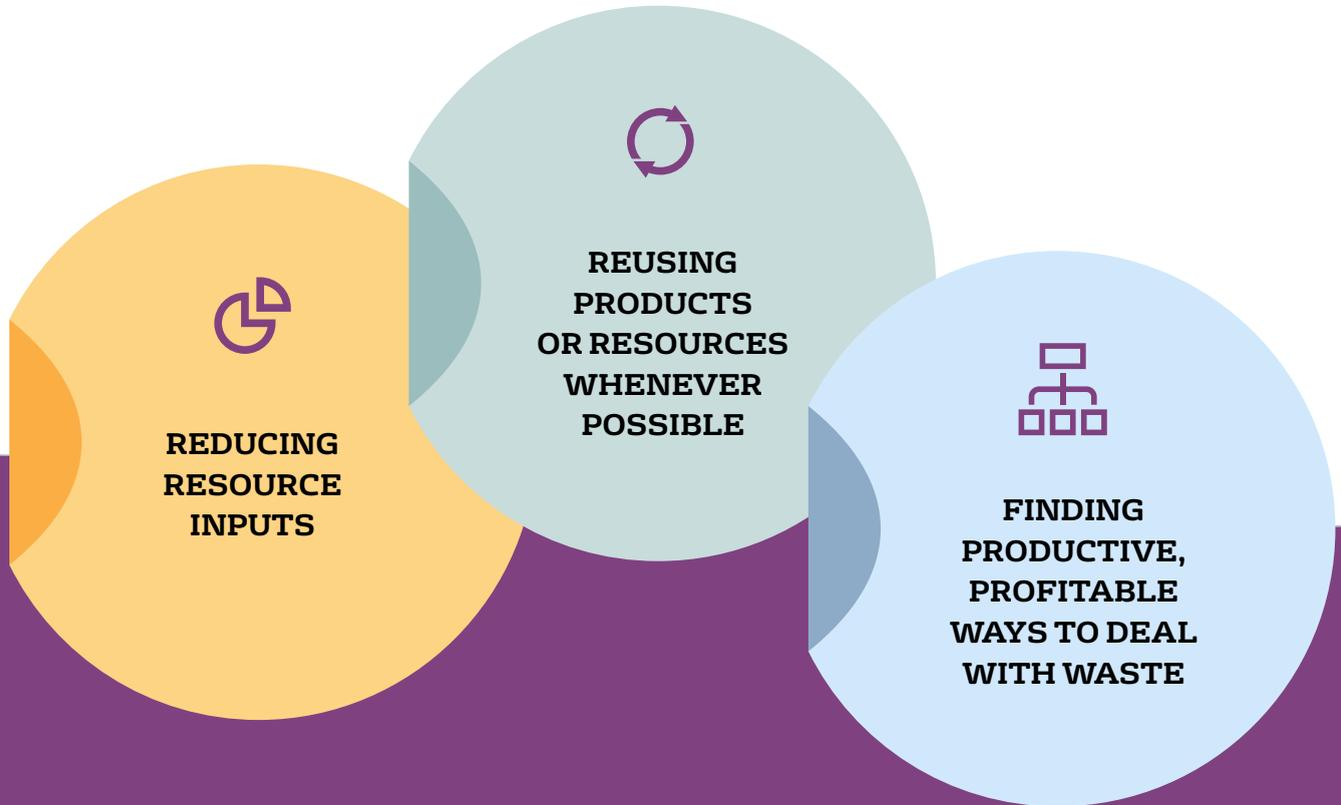 REDUCING
RESOURCE
INPUTS
REUSING
PRODUCTS
OR RESOURCES
WHENEVER
POSSIBLE
FINDING
PRODUCTIVE,
PROFITABLE
WAYS TO DEAL
WITH WASTE